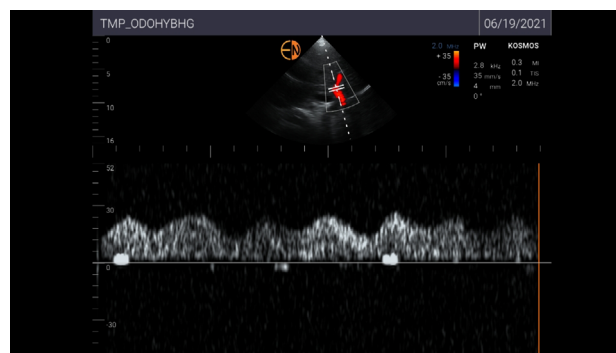 TMP_ODOHYBHG
06/19/2021
0
5
10
16
EN
2.0 MHz
+ 35
- 35
cm/s
PW
2.8 kHz
35 mm/s
4 mm
0°
KOSMOS
0.3 MI
0.1 TIS
2.0 MHz
52
30
0
-30